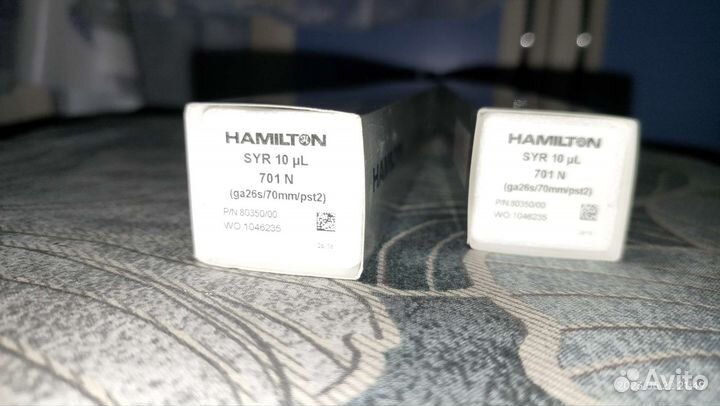 HAMILTON
SYR 10 µL
701 N
(ga26s/70mm/pst2)
P/N:80350/00
WO:1046235
HAMILTON
HAMILTON
SYR 10 µL
701 N
(ga26s/70mm/pst2)
P/N:80350/00
WO:1046235
Avito